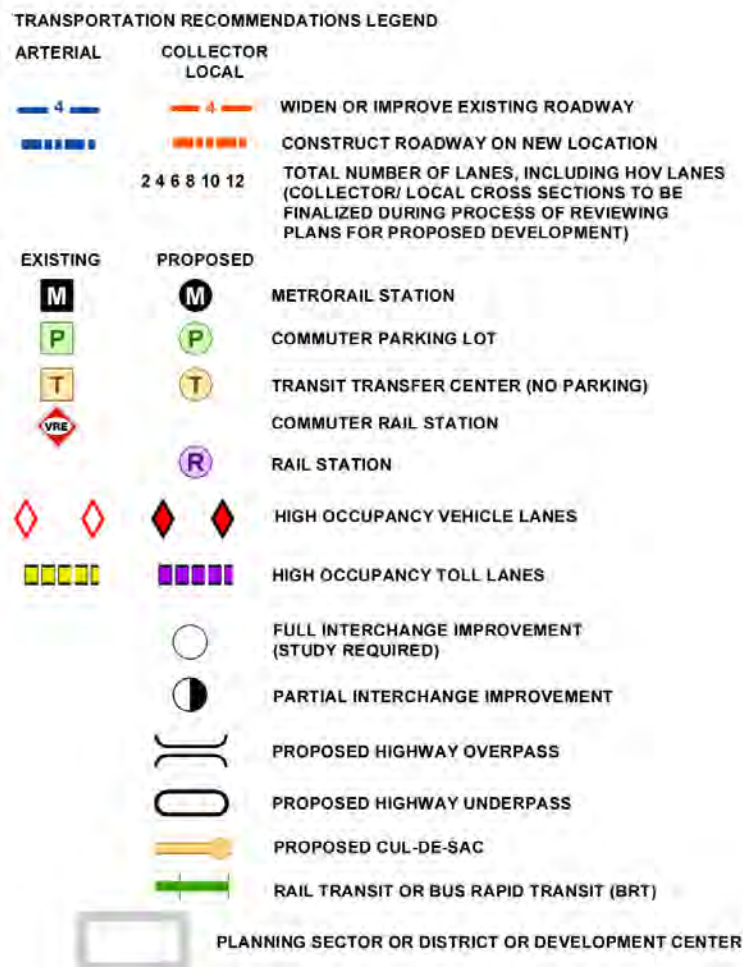 TRANSPORTATION RECOMMENDATIONS LEGEND
ARTERIAL COLLECTOR
LOCAL
4 4 WIDEN OR IMPROVE EXISTING ROADWAY
CONSTRUCT ROADWAY ON NEW LOCATION
2 4 6 8 10 12 TOTAL NUMBER OF LANES, INCLUDING HOV LANES
(COLLECTOR/ LOCAL CROSS SECTIONS TO BE
FINALIZED DURING PROCESS OF REVIEWING
PLANS FOR PROPOSED DEVELOPMENT)
EXISTING PROPOSED
M M METRORAIL STATION
P P COMMUTER PARKING LOT
T T TRANSIT TRANSFER CENTER (NO PARKING)
VRE COMMUTER RAIL STATION
R RAIL STATION
HIGH OCCUPANCY VEHICLE LANES
HIGH OCCUPANCY TOLL LANES
FULL INTERCHANGE IMPROVEMENT
(STUDY REQUIRED)
PARTIAL INTERCHANGE IMPROVEMENT
PROPOSED HIGHWAY OVERPASS
PROPOSED HIGHWAY UNDERPASS
PROPOSED CUL-DE-SAC
RAIL TRANSIT OR BUS RAPID TRANSIT (BRT)
PLANNING SECTOR OR DISTRICT OR DEVELOPMENT CENTER